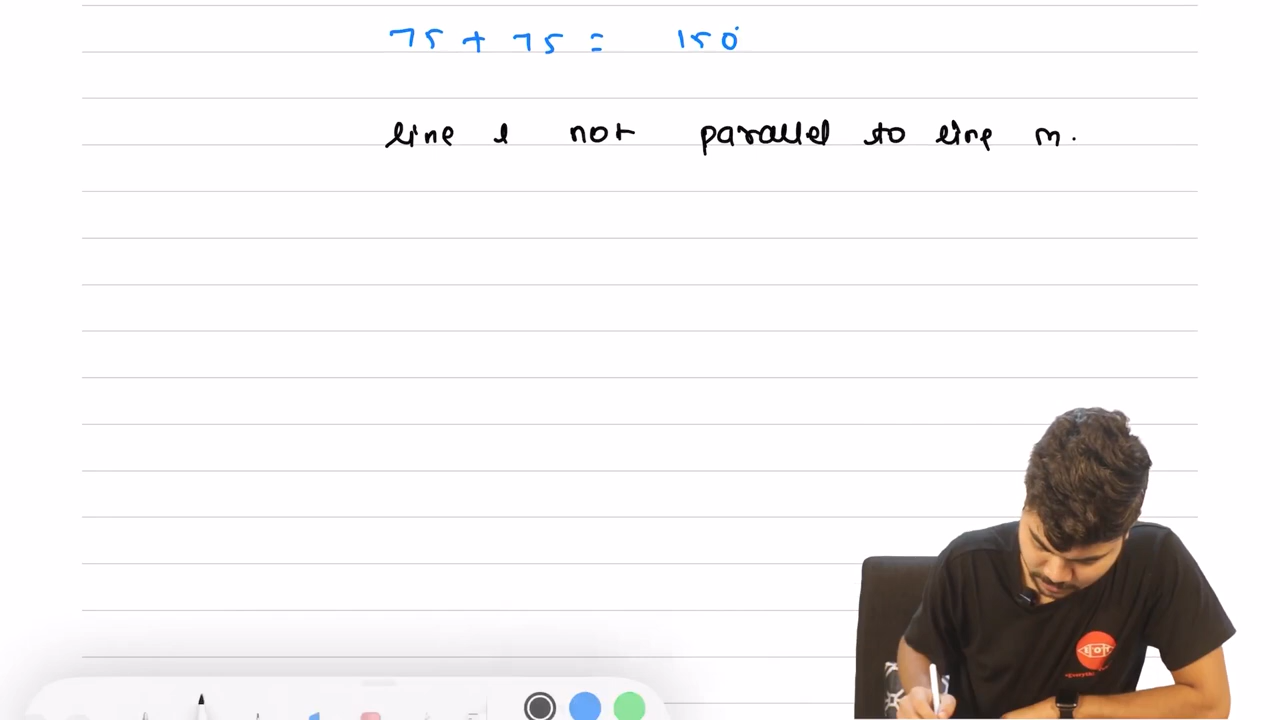 75 + 75 = 150°
line l not parallel to line m.